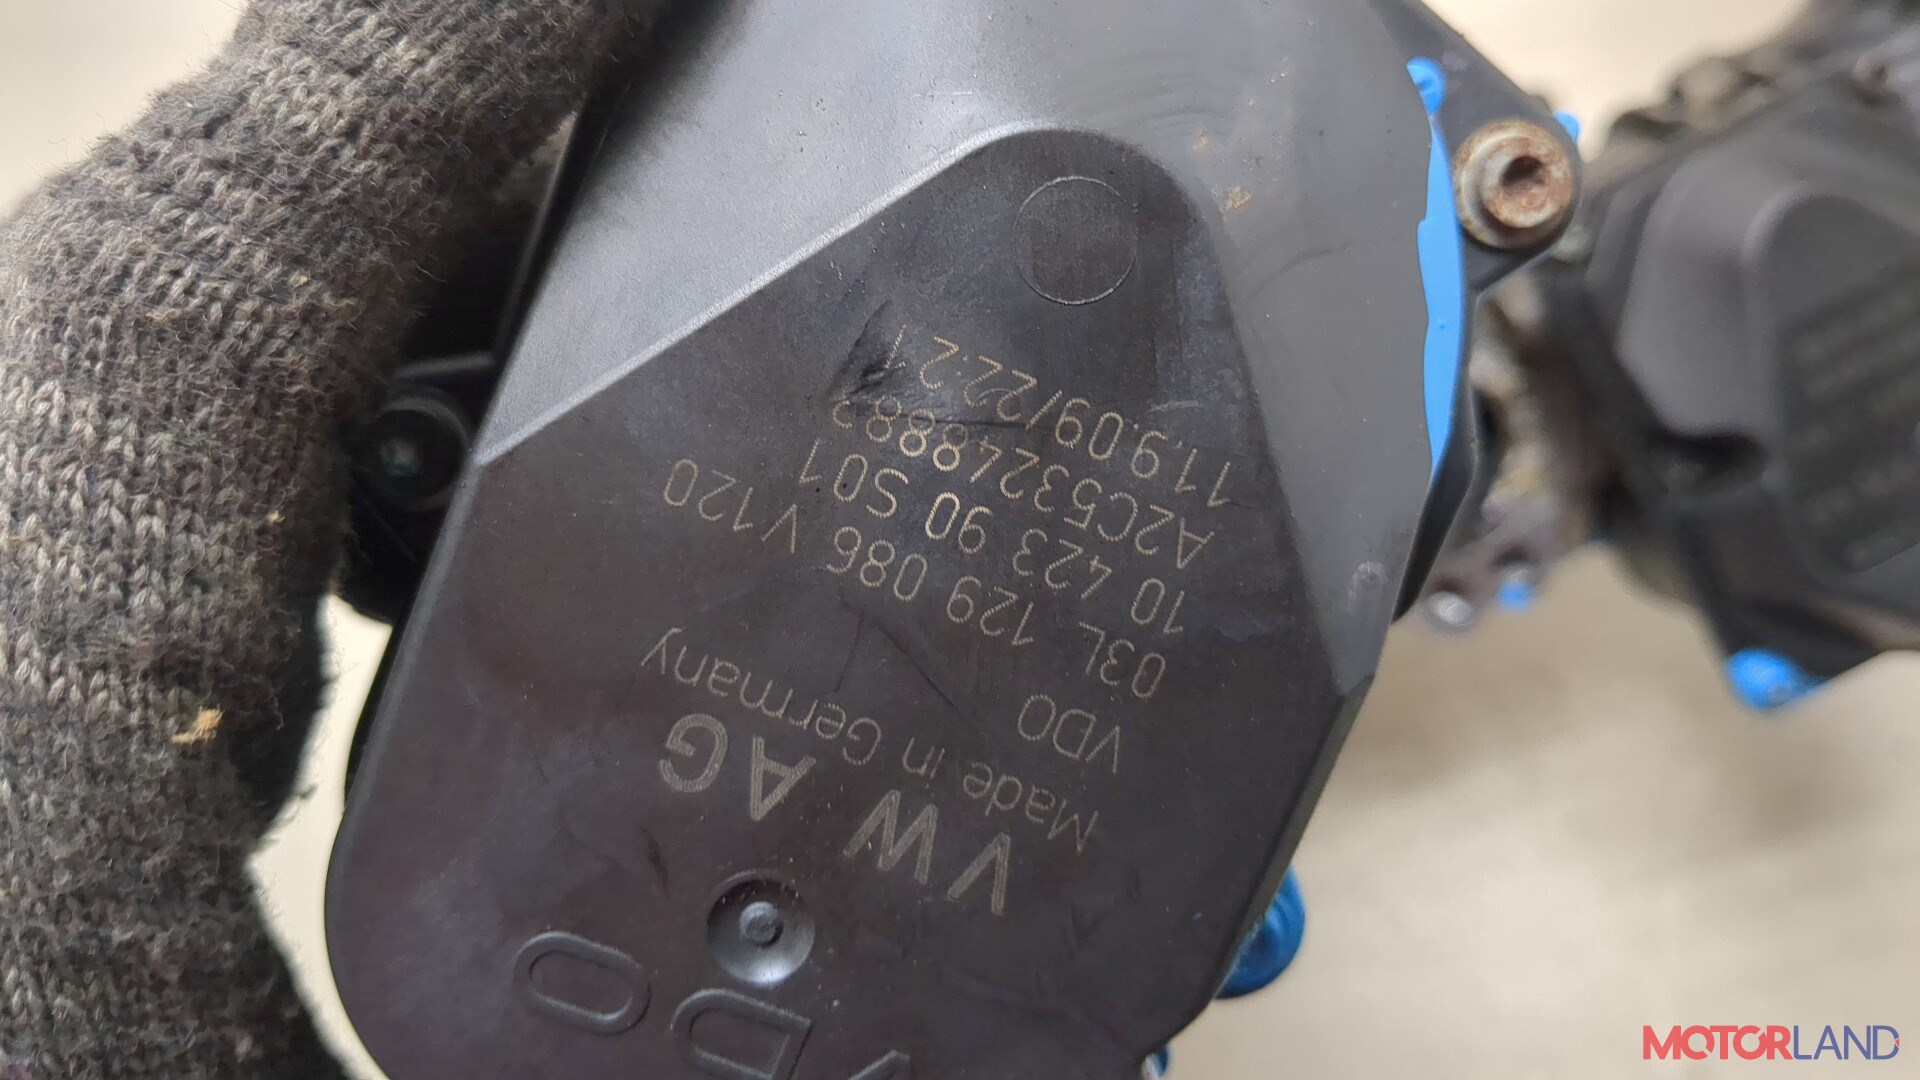 VDO
VW AG
Made in Germany
VDO
03L 129 086 V120
10 423 90 S01
A2C53248882
11.9.09/22:21
MOTORLAND